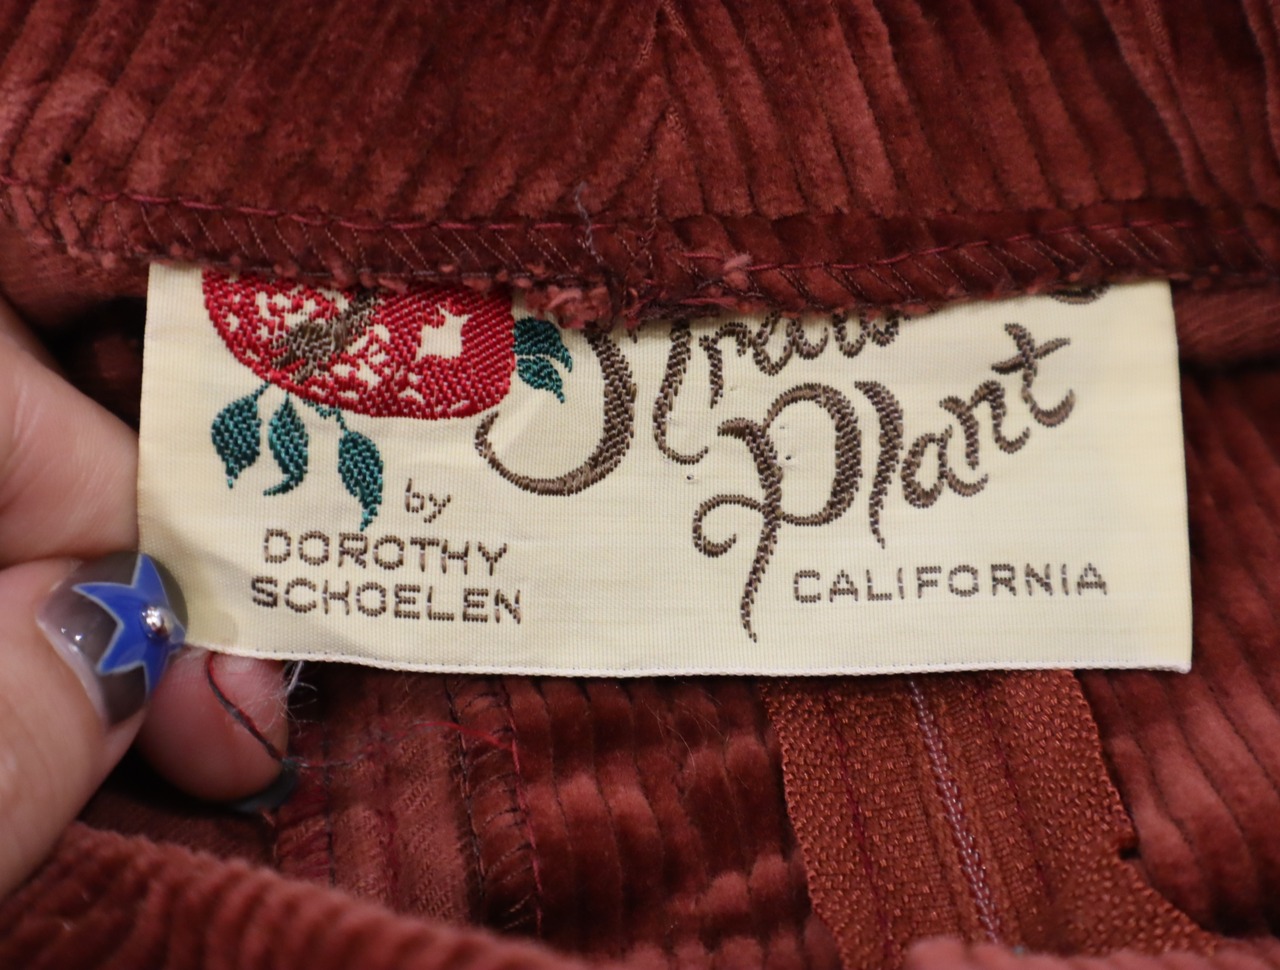 Plant
by
DOROTHY
SCHOELEN
CALIFORNIA